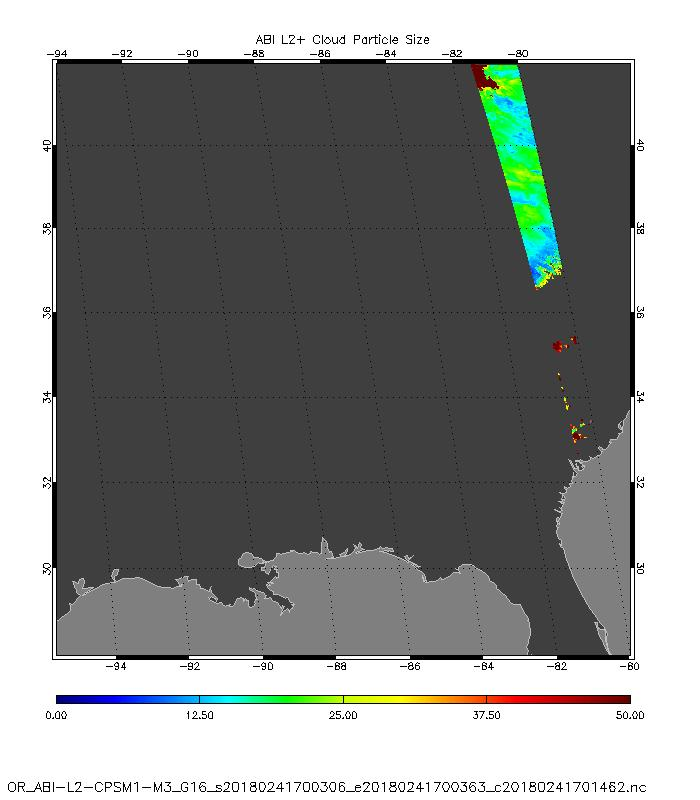 ABI L2+ Cloud Particle Size
-94 -92 -90 -88 -86 -84 -82 -80
40 40
38 38
36 36
34 34
32 32
30 30
-94 -92 -90 -88 -86 -84 -82 -80
0.00 12.50 25.00 37.50 50.00
OR_ABI-L2-CPSM1-M3_G16_s20180241700306_e20180241700363_c20180241701462.nc